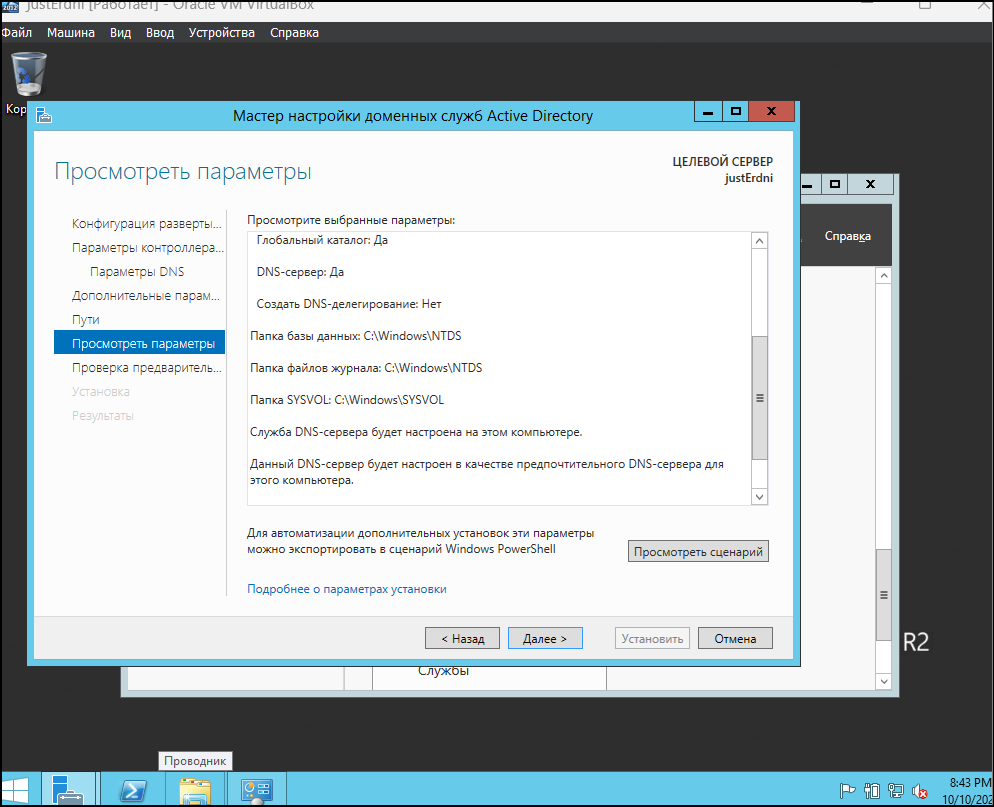 justErdni [Работает] - Oracle VM VirtualBox
Файл Машина Вид Ввод Устройства Справка
Мастер настройки доменных служб Active Directory
Просмотреть параметры
ЦЕЛЕВОЙ СЕРВЕР
justErdni
Конфигурация разверты...
Параметры контроллера...
Параметры DNS
Дополнительные парам...
Пути
Просмотреть параметры
Проверка предваритель...
Установка
Результаты
Просмотрите выбранные параметры:
Глобальный каталог: Да
DNS-сервер: Да
Создать DNS-делегирование: Нет
Папка базы данных: C:\Windows\NTDS
Папка файлов журнала: C:\Windows\NTDS
Папка SYSVOL: C:\Windows\SYSVOL
Служба DNS-сервера будет настроена на этом компьютере.
Данный DNS-сервер будет настроен в качестве предпочтительного DNS-сервера для
этого компьютера.
Для автоматизации дополнительных установок эти параметры
можно экспортировать в сценарий Windows PowerShell
Просмотреть сценарий
Подробнее о параметрах установки
< Назад Далее > Установить Отмена
Справка
R2
Службы
Проводник
8:43 PM
10/10/202